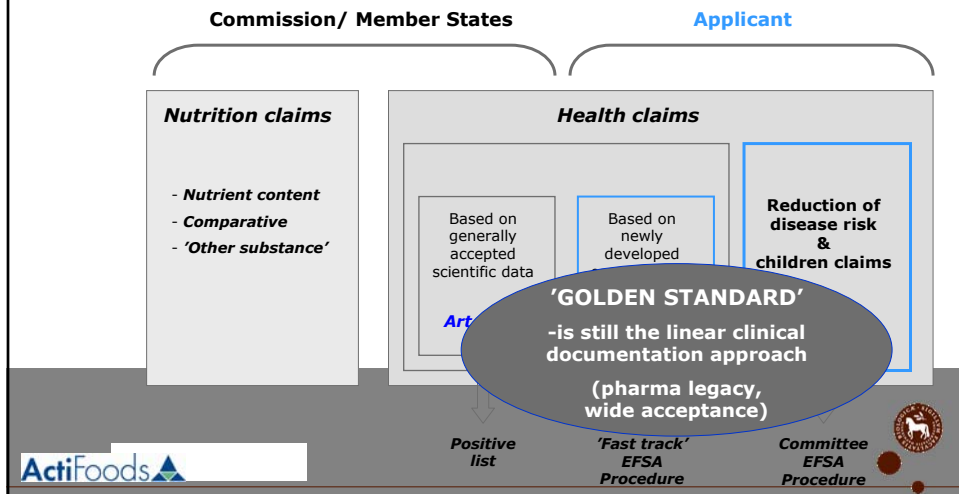 Commission/ Member States
Applicant
Nutrition claims
- Nutrient content
- Comparative
- 'Other substance'
Health claims
Based on
generally
accepted
scientific data
Art
Based on
newly
developed
Reduction of
disease risk
&
children claims
'GOLDEN STANDARD'
-is still the linear clinical
documentation approach
(pharma legacy,
wide acceptance)
Positive
list
'Fast track'
EFSA
Procedure
Committee
EFSA
Procedure
ActiFoods